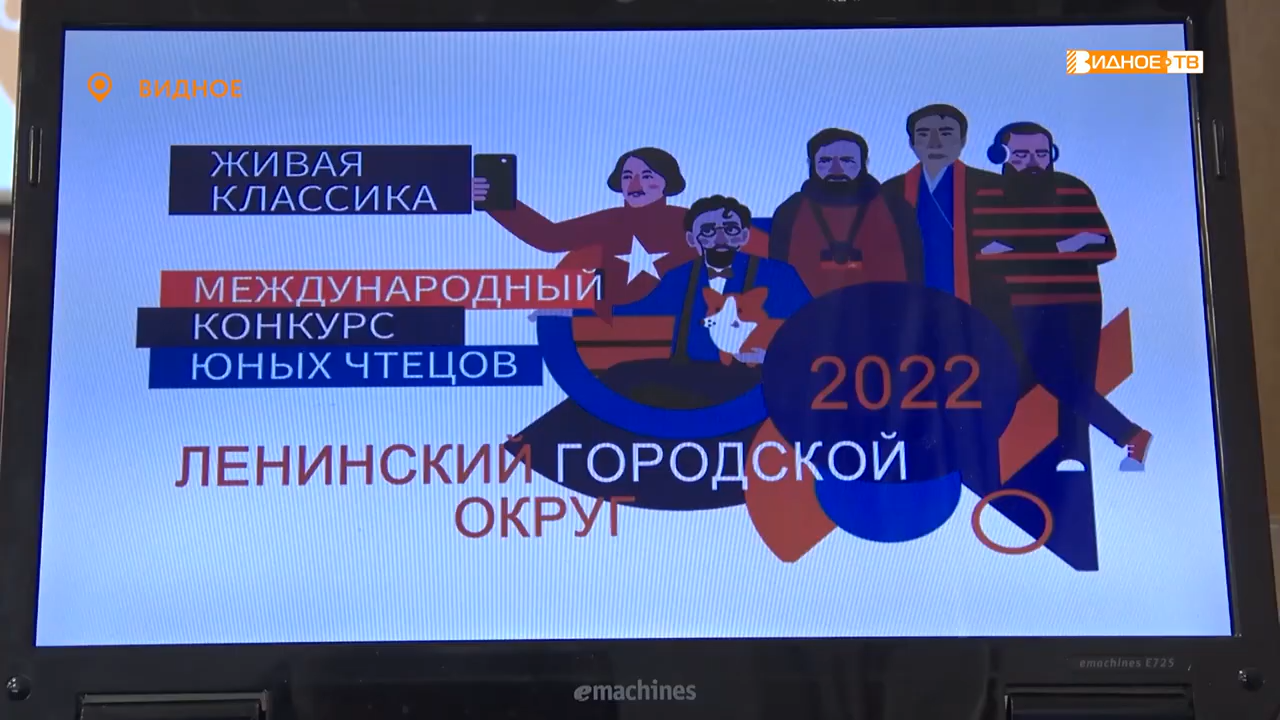 ВИДНОЕ
ВИДНОЕ ТВ
ЖИВАЯ
КЛАССИКА
МЕЖДУНАРОДНЫЙ
КОНКУРС
ЮНЫХ ЧТЕЦОВ
2022
ЛЕНИНСКИЙ ГОРОДСКОЙ
ОКРУГ
emachines E725
emachines